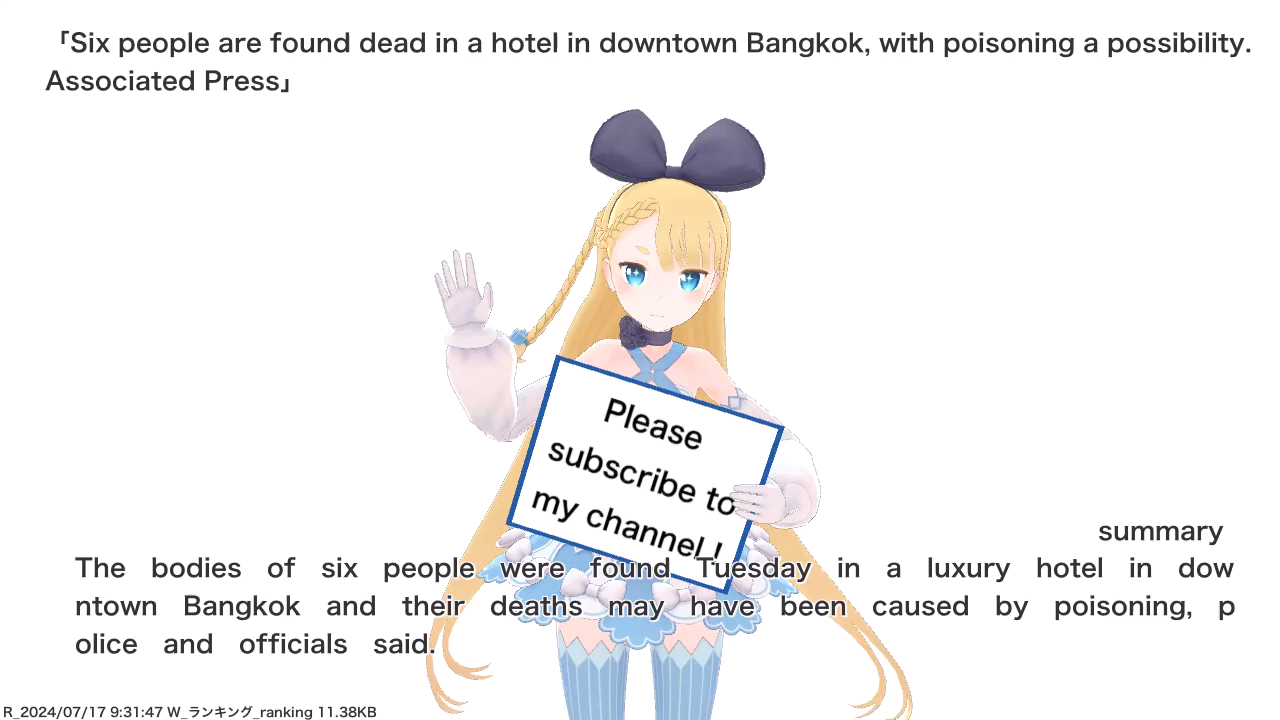 「Six people are found dead in a hotel in downtown Bangkok, with poisoning a possibility.
Associated Press」
Please
subscribe to
my channel !
summary
The bodies of six people were found Tuesday in a luxury hotel in dow
ntown Bangkok and their deaths may have been caused by poisoning, p
olice and officials said.
R_2024/07/17 9:31:47 W_ランキング_ranking 11.38KB